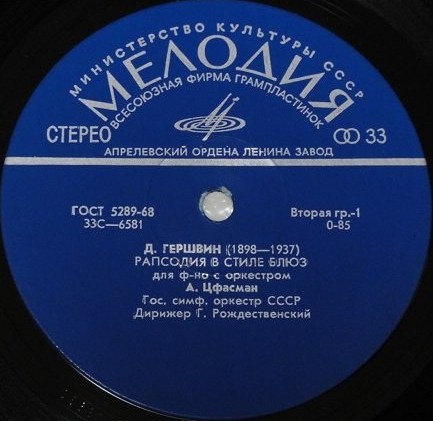 МИНИСТЕРСТВО КУЛЬТУРЫ СССР
МЕЛОДИЯ
ВСЕСОЮЗНАЯ ФИРМА ГРАМПЛАСТИНОК
СТЕРЕО
33
АПРЕЛЕВСКИЙ ОРДЕНА ЛЕНИНА ЗАВОД
ГОСТ 5289-68
Вторая гр.-1
33С—6581
0-85
Д. ГЕРШВИН (1898—1937)
РАПСОДИЯ В СТИЛЕ БЛЮЗ
для ф-но с оркестром
А. Цфасман
Гос. симф. оркестр СССР
Дирижер Г. Рождественский